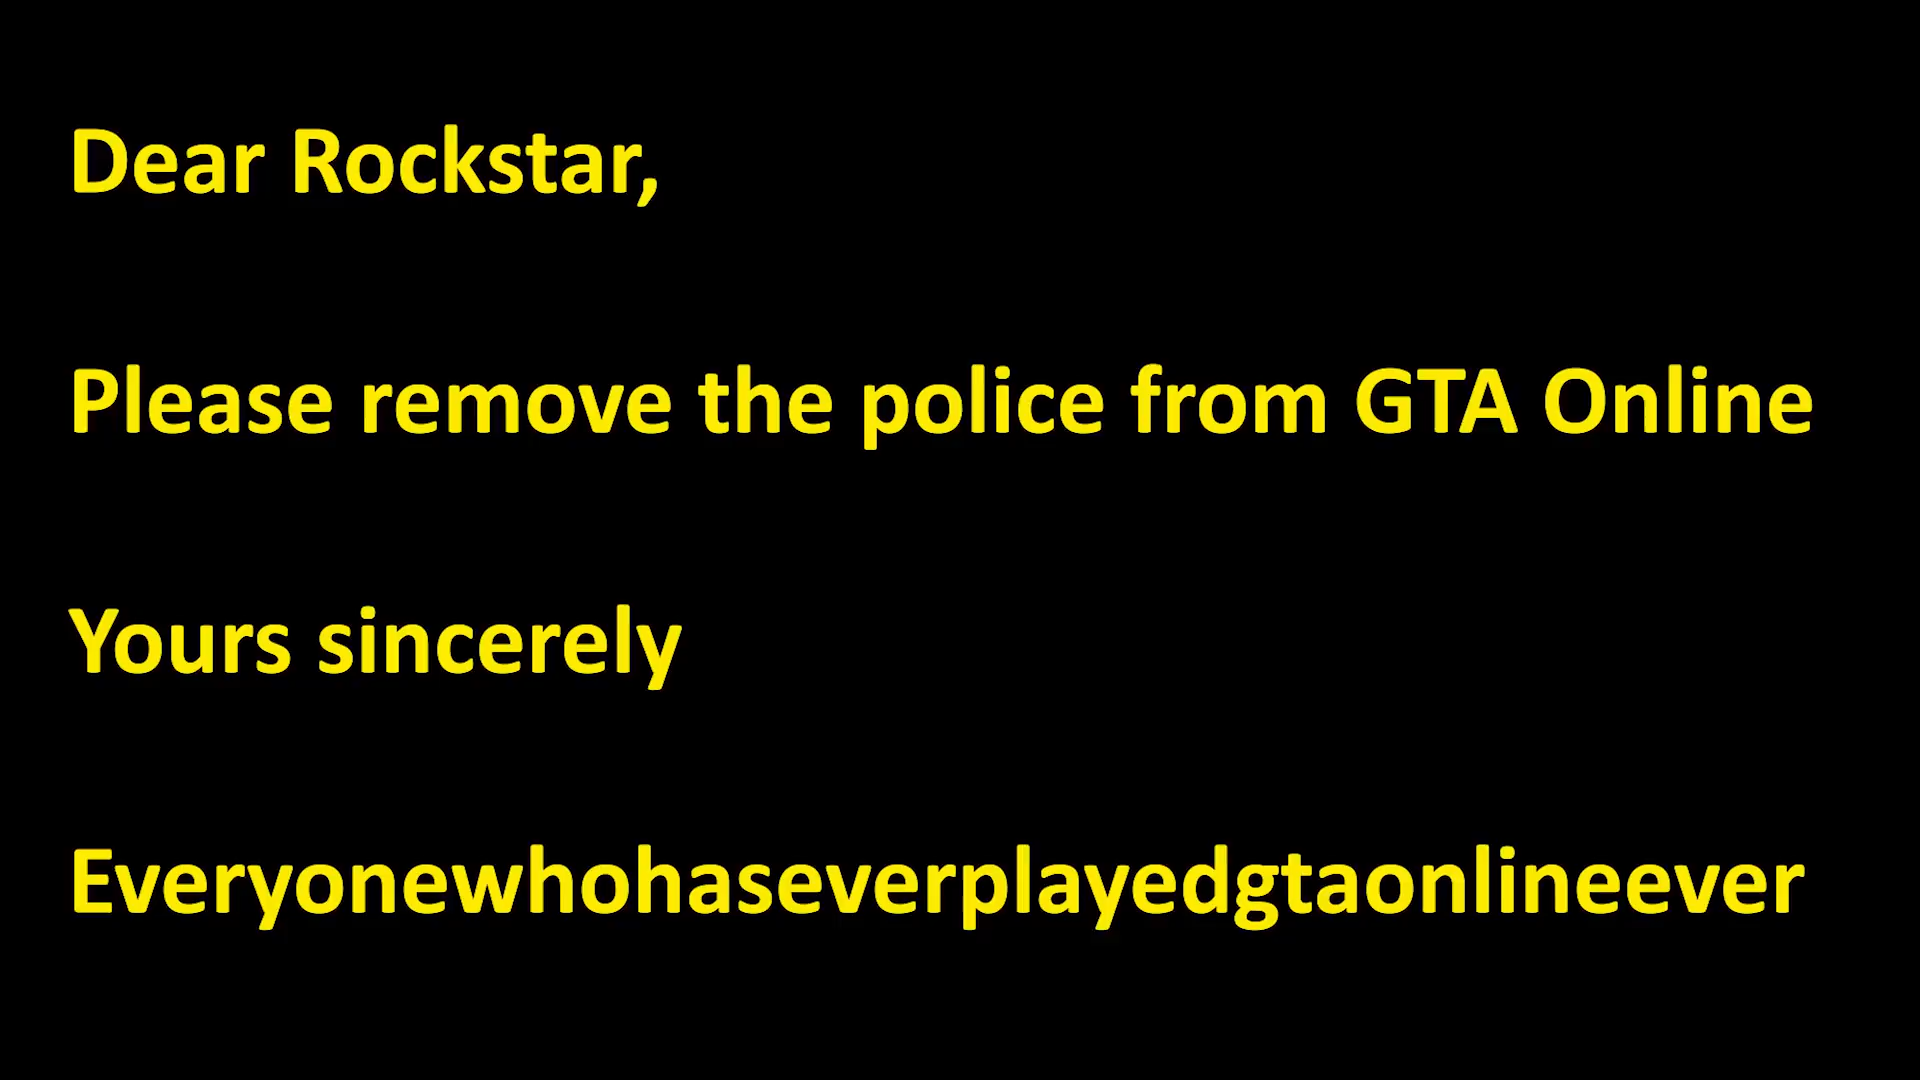 Dear Rockstar,
Please remove the police from GTA Online
Yours sincerely
Everyonewhohaseverplayedgtaonlineever